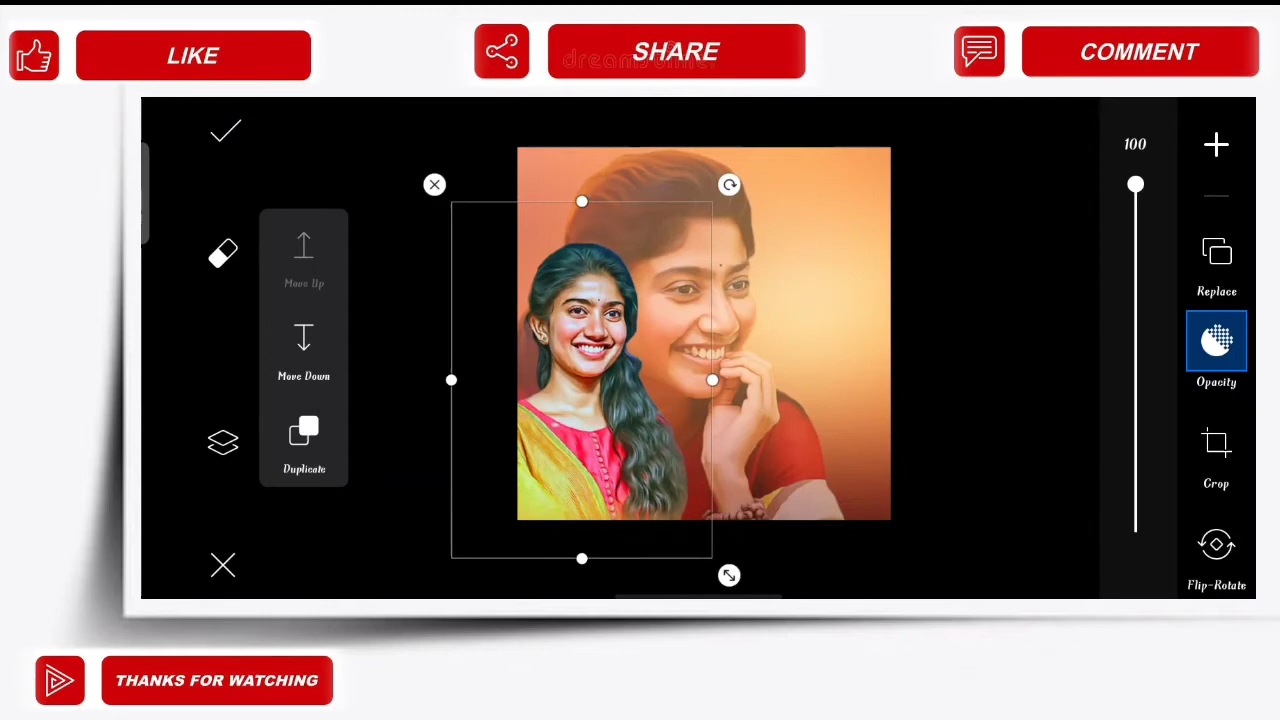 LIKE
SHARE
COMMENT
100
Move Up
Move Down
Duplicate
Replace
Opacity
Crop
Flip-Rotate
THANKS FOR WATCHING